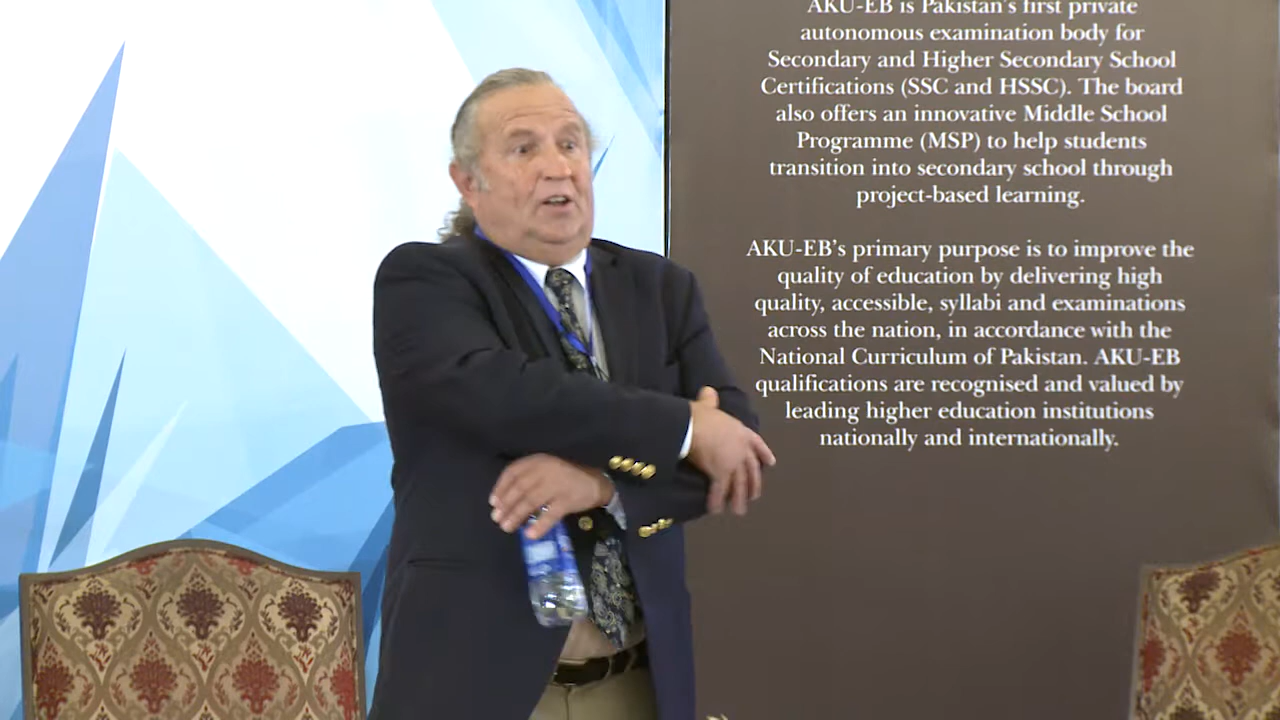 AKU-EB is Pakistan's first private
autonomous examination body for
Secondary and Higher Secondary School
Certifications (SSC and HSSC). The board
also offers an innovative Middle School
Programme (MSP) to help students
transition into secondary school through
project-based learning.
AKU-EB's primary purpose is to improve the
quality of education by delivering high
quality, accessible, syllabi and examinations
across the nation, in accordance with the
National Curriculum of Pakistan. AKU-EB
qualifications are recognised and valued by
leading higher education institutions
nationally and internationally.